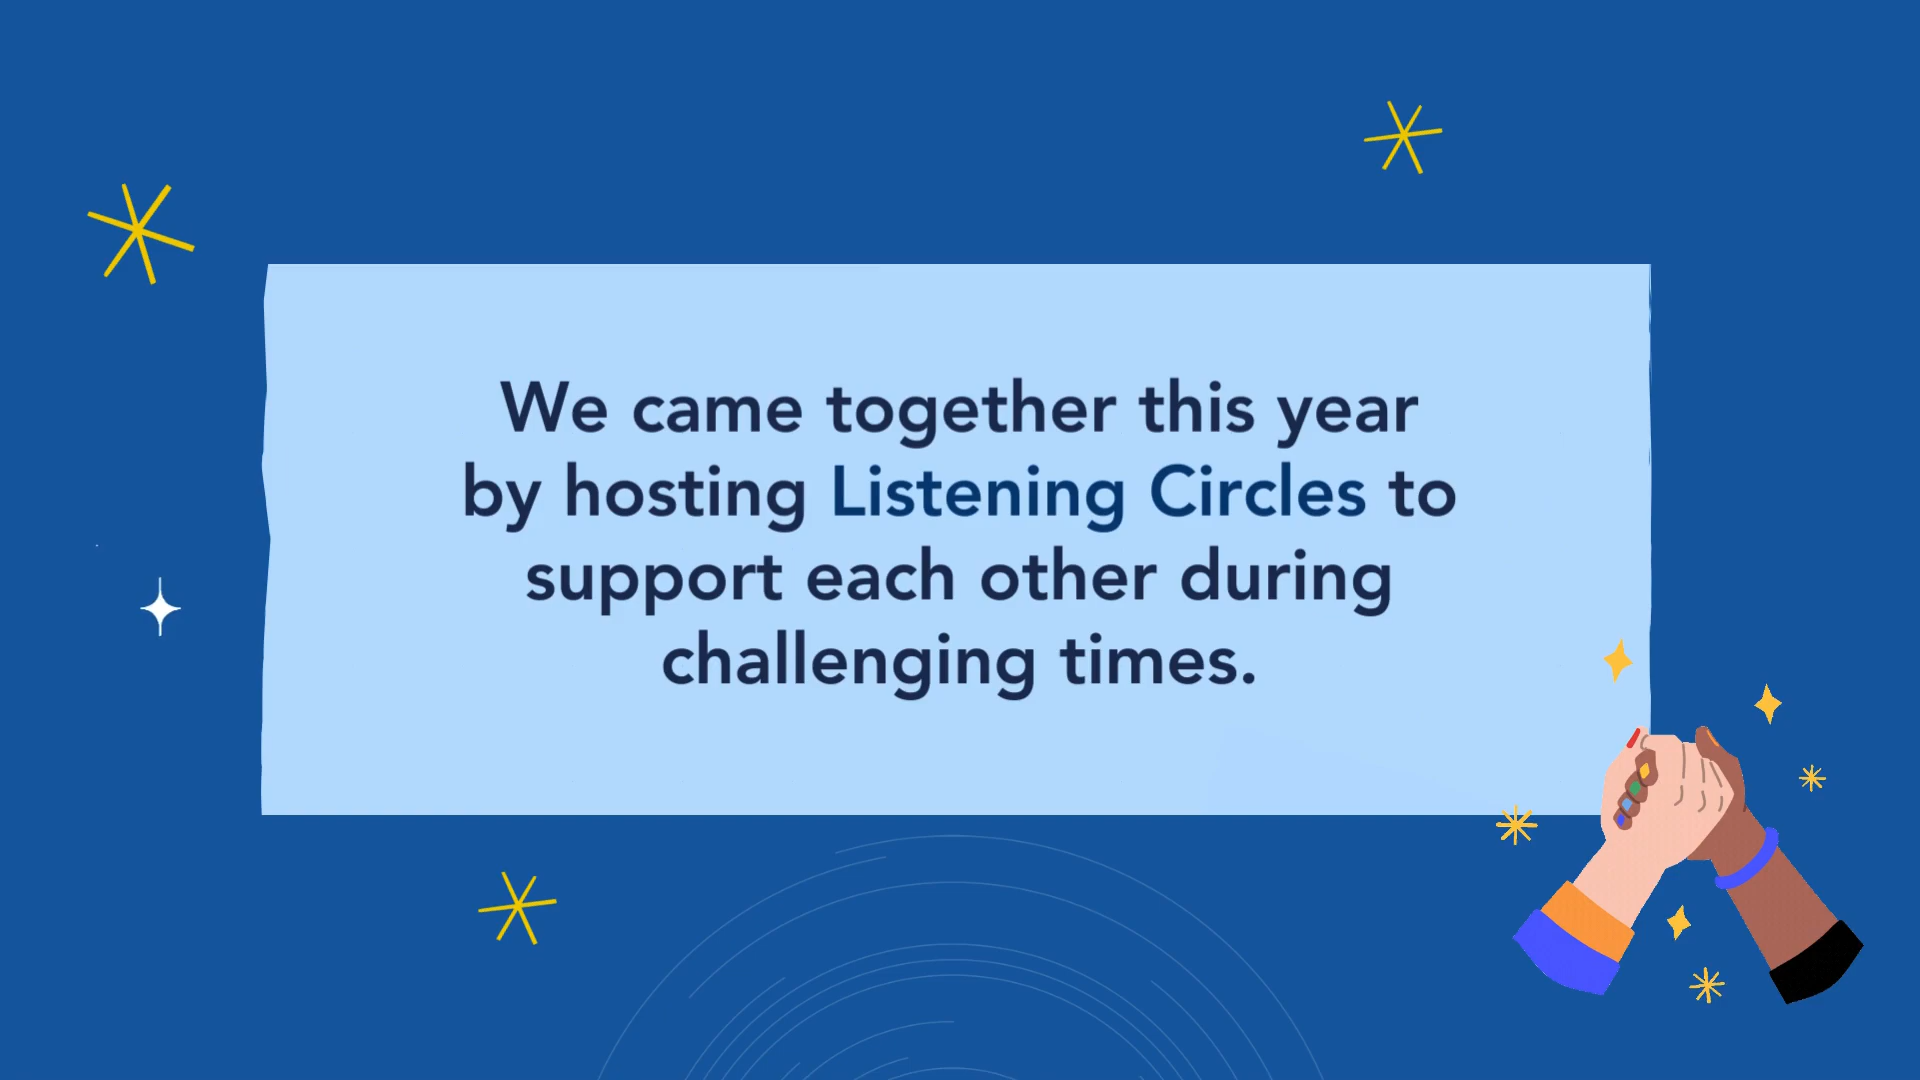 We came together this year
by hosting Listening Circles to
support each other during
challenging times.